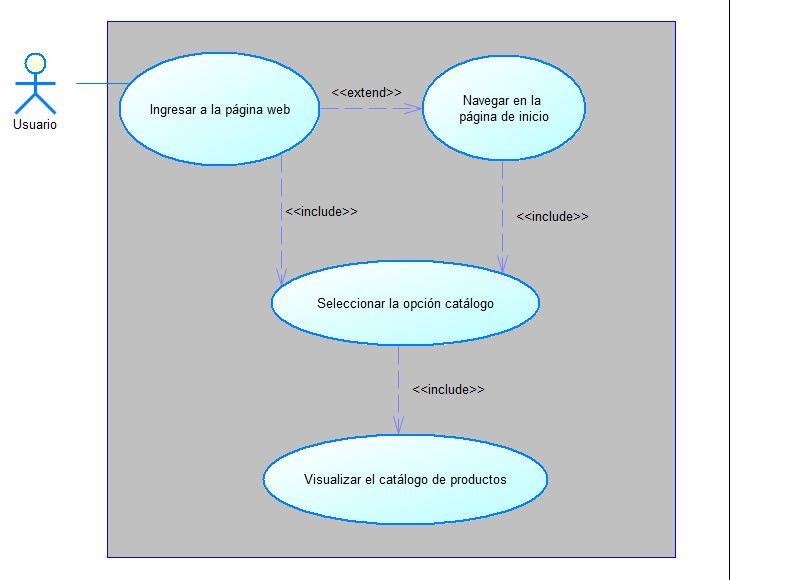 Usuario
Ingresar a la página web
<<extend>>
Navegar en la
página de inicio
<<include>>
<<include>>
Seleccionar la opción catálogo
<<include>>
Visualizar el catálogo de productos